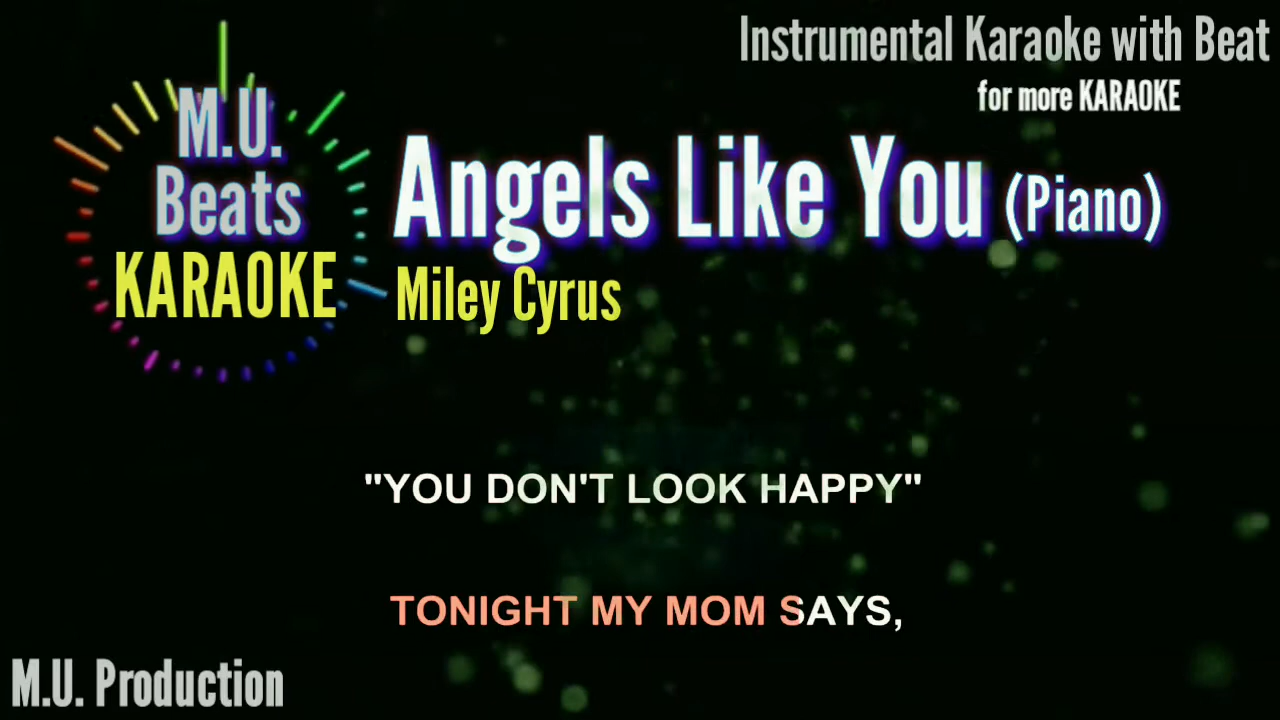 Instrumental Karaoke with Beat
for more KARAOKE
M.U.
Beats
KARAOKE
Angels Like You (Piano)
Miley Cyrus
"YOU DON'T LOOK HAPPY"
TONIGHT MY MOM SAYS,
M.U. Production